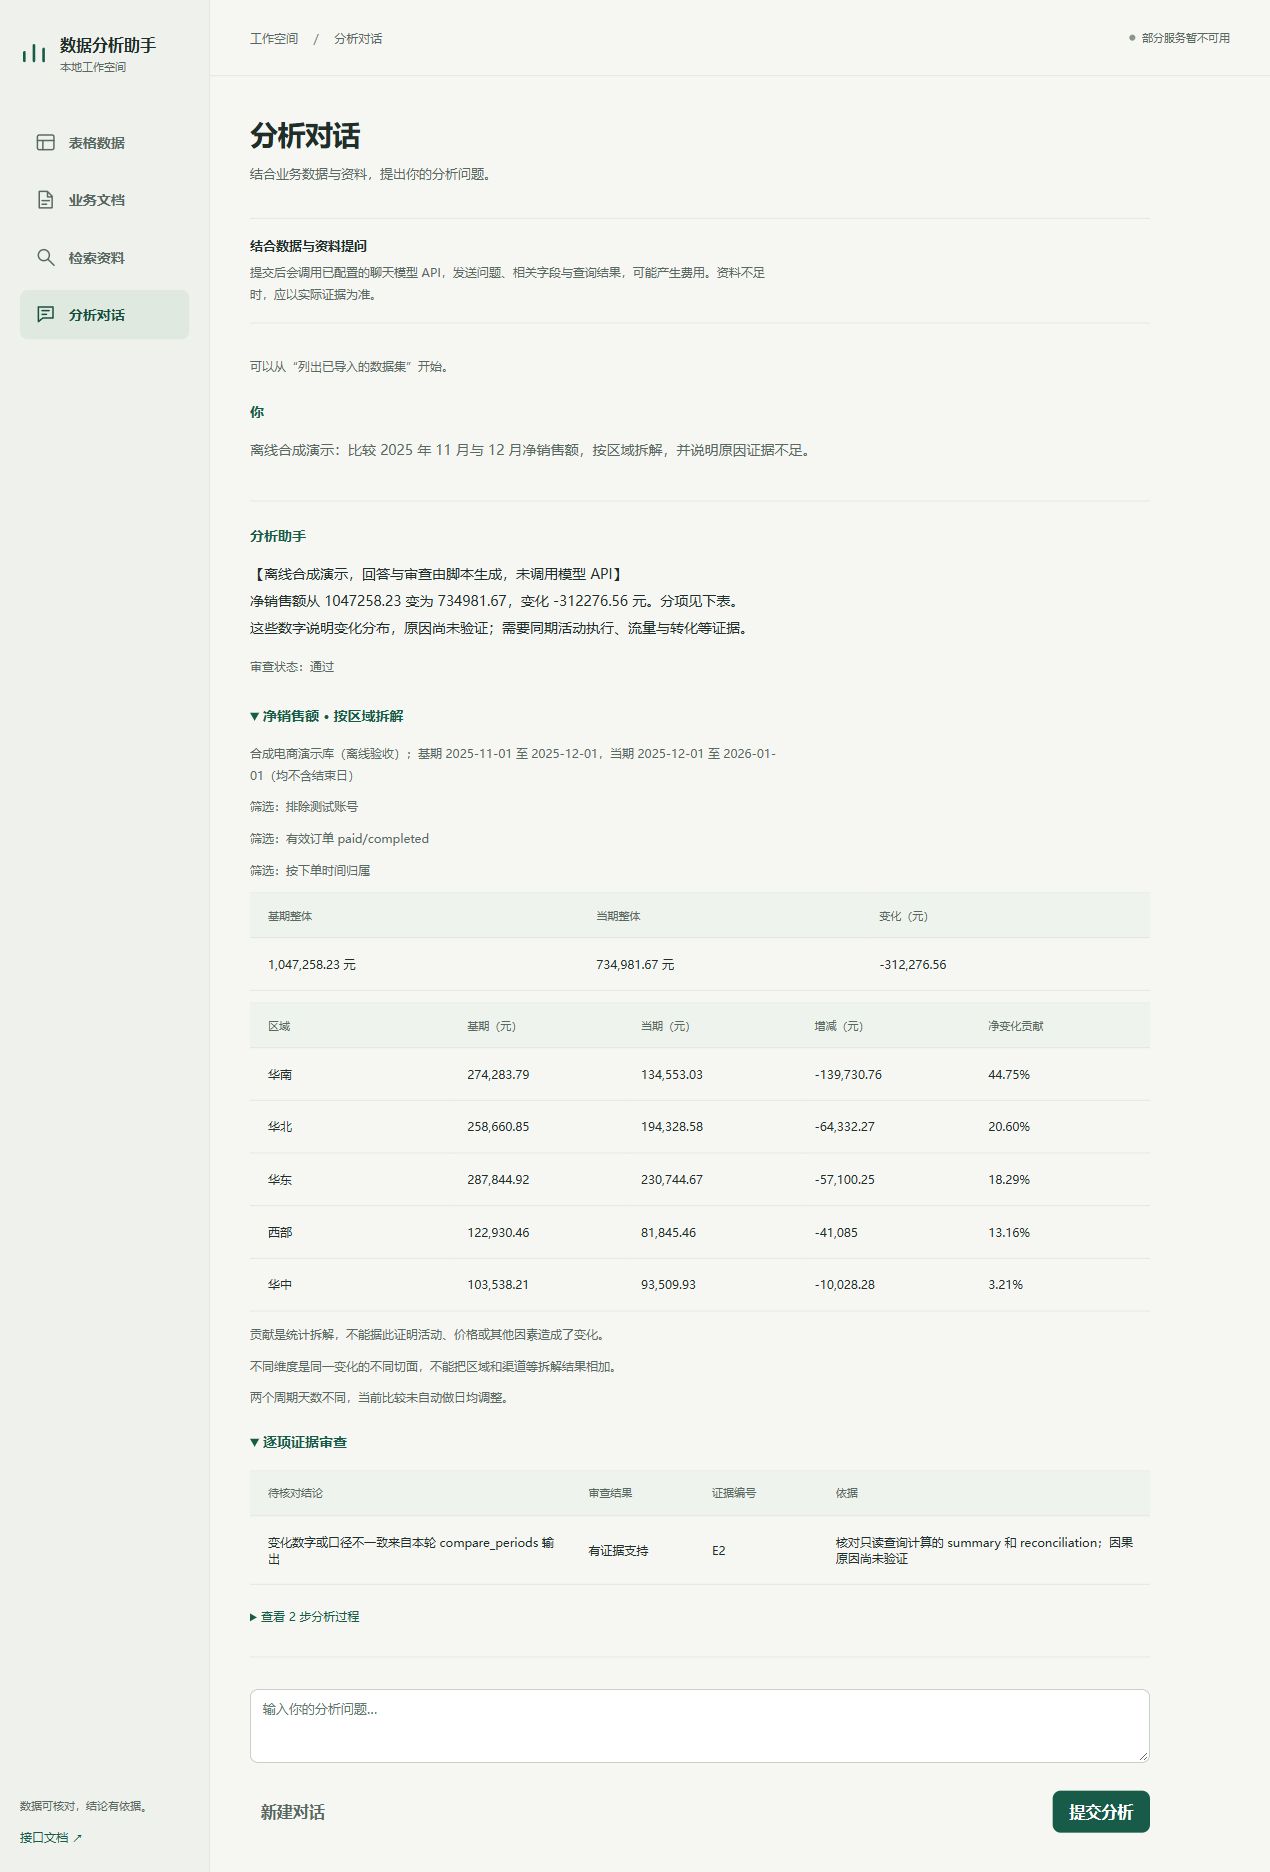 数据分析助手
本地工作空间
表格数据
业务文档
检索资料
分析对话
数据可核对，结论有依据。
接口文档 ↗
工作空间 / 分析对话
部分服务暂不可用
分析对话
结合业务数据与资料，提出你的分析问题。
结合数据与资料提问
提交后会调用已配置的聊天模型 API，发送问题、相关字段与查询结果，可能产生费用。资料不足
时，应以实际证据为准。
可以从“列出已导入的数据集”开始。
你
离线合成演示：比较 2025 年 11 月与 12 月净销售额，按区域拆解，并说明原因证据不足。
分析助手
【离线合成演示，回答与审查由脚本生成，未调用模型 API】
净销售额从 1047258.23 变为 734981.67，变化 -312276.56 元。分项见下表。
这些数字说明变化分布，原因尚未验证；需要同期活动执行、流量与转化等证据。
审查状态：通过
▼ 净销售额 • 按区域拆解
合成电商演示库（离线验收）；基期 2025-11-01 至 2025-12-01，当期 2025-12-01 至 2026-01-
01（均不含结束日）
筛选：排除测试账号
筛选：有效订单 paid/completed
筛选：按下单时间归属
基期整体 当期整体 变化（元）
1,047,258.23 元 734,981.67 元 -312,276.56
区域 基期（元） 当期（元） 增减（元） 净变化贡献
华南 274,283.79 134,553.03 -139,730.76 44.75%
华北 258,660.85 194,328.58 -64,332.27 20.60%
华东 287,844.92 230,744.67 -57,100.25 18.29%
西部 122,930.46 81,845.46 -41,085 13.16%
华中 103,538.21 93,509.93 -10,028.28 3.21%
贡献是统计拆解，不能据此证明活动、价格或其他因素造成了变化。
不同维度是同一变化的不同切面，不能把区域和渠道等拆解结果相加。
两个周期天数不同，当前比较未自动做日均调整。
▼ 逐项证据审查
待核对结论 审查结果 证据编号 依据
变化数字或口径不一致来自本轮 compare_periods 输
出
有证据支持
E2
核对只读查询计算的 summary 和 reconciliation；因果
原因尚未验证
▶ 查看 2 步分析过程
输入你的分析问题...
新建对话
提交分析